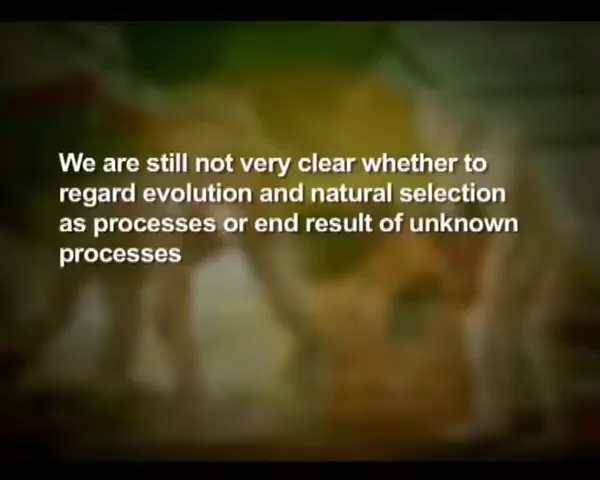 We are still not very clear whether to
regard evolution and natural selection
as processes or end result of unknown
processes